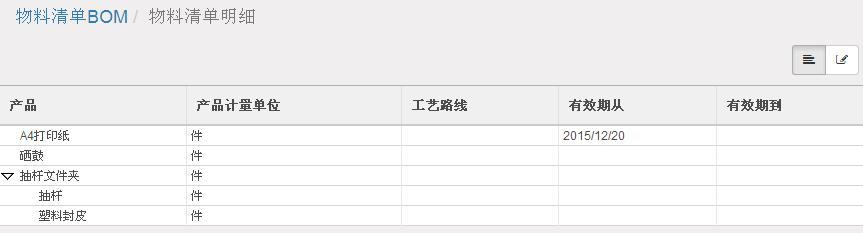 物料清单BOM / 物料清单明细
产品 产品计量单位 工艺路线 有效期从 有效期到
A4打印纸 件 2015/12/20
硒鼓 件
抽杆文件夹 件
抽杆 件
塑料封皮 件